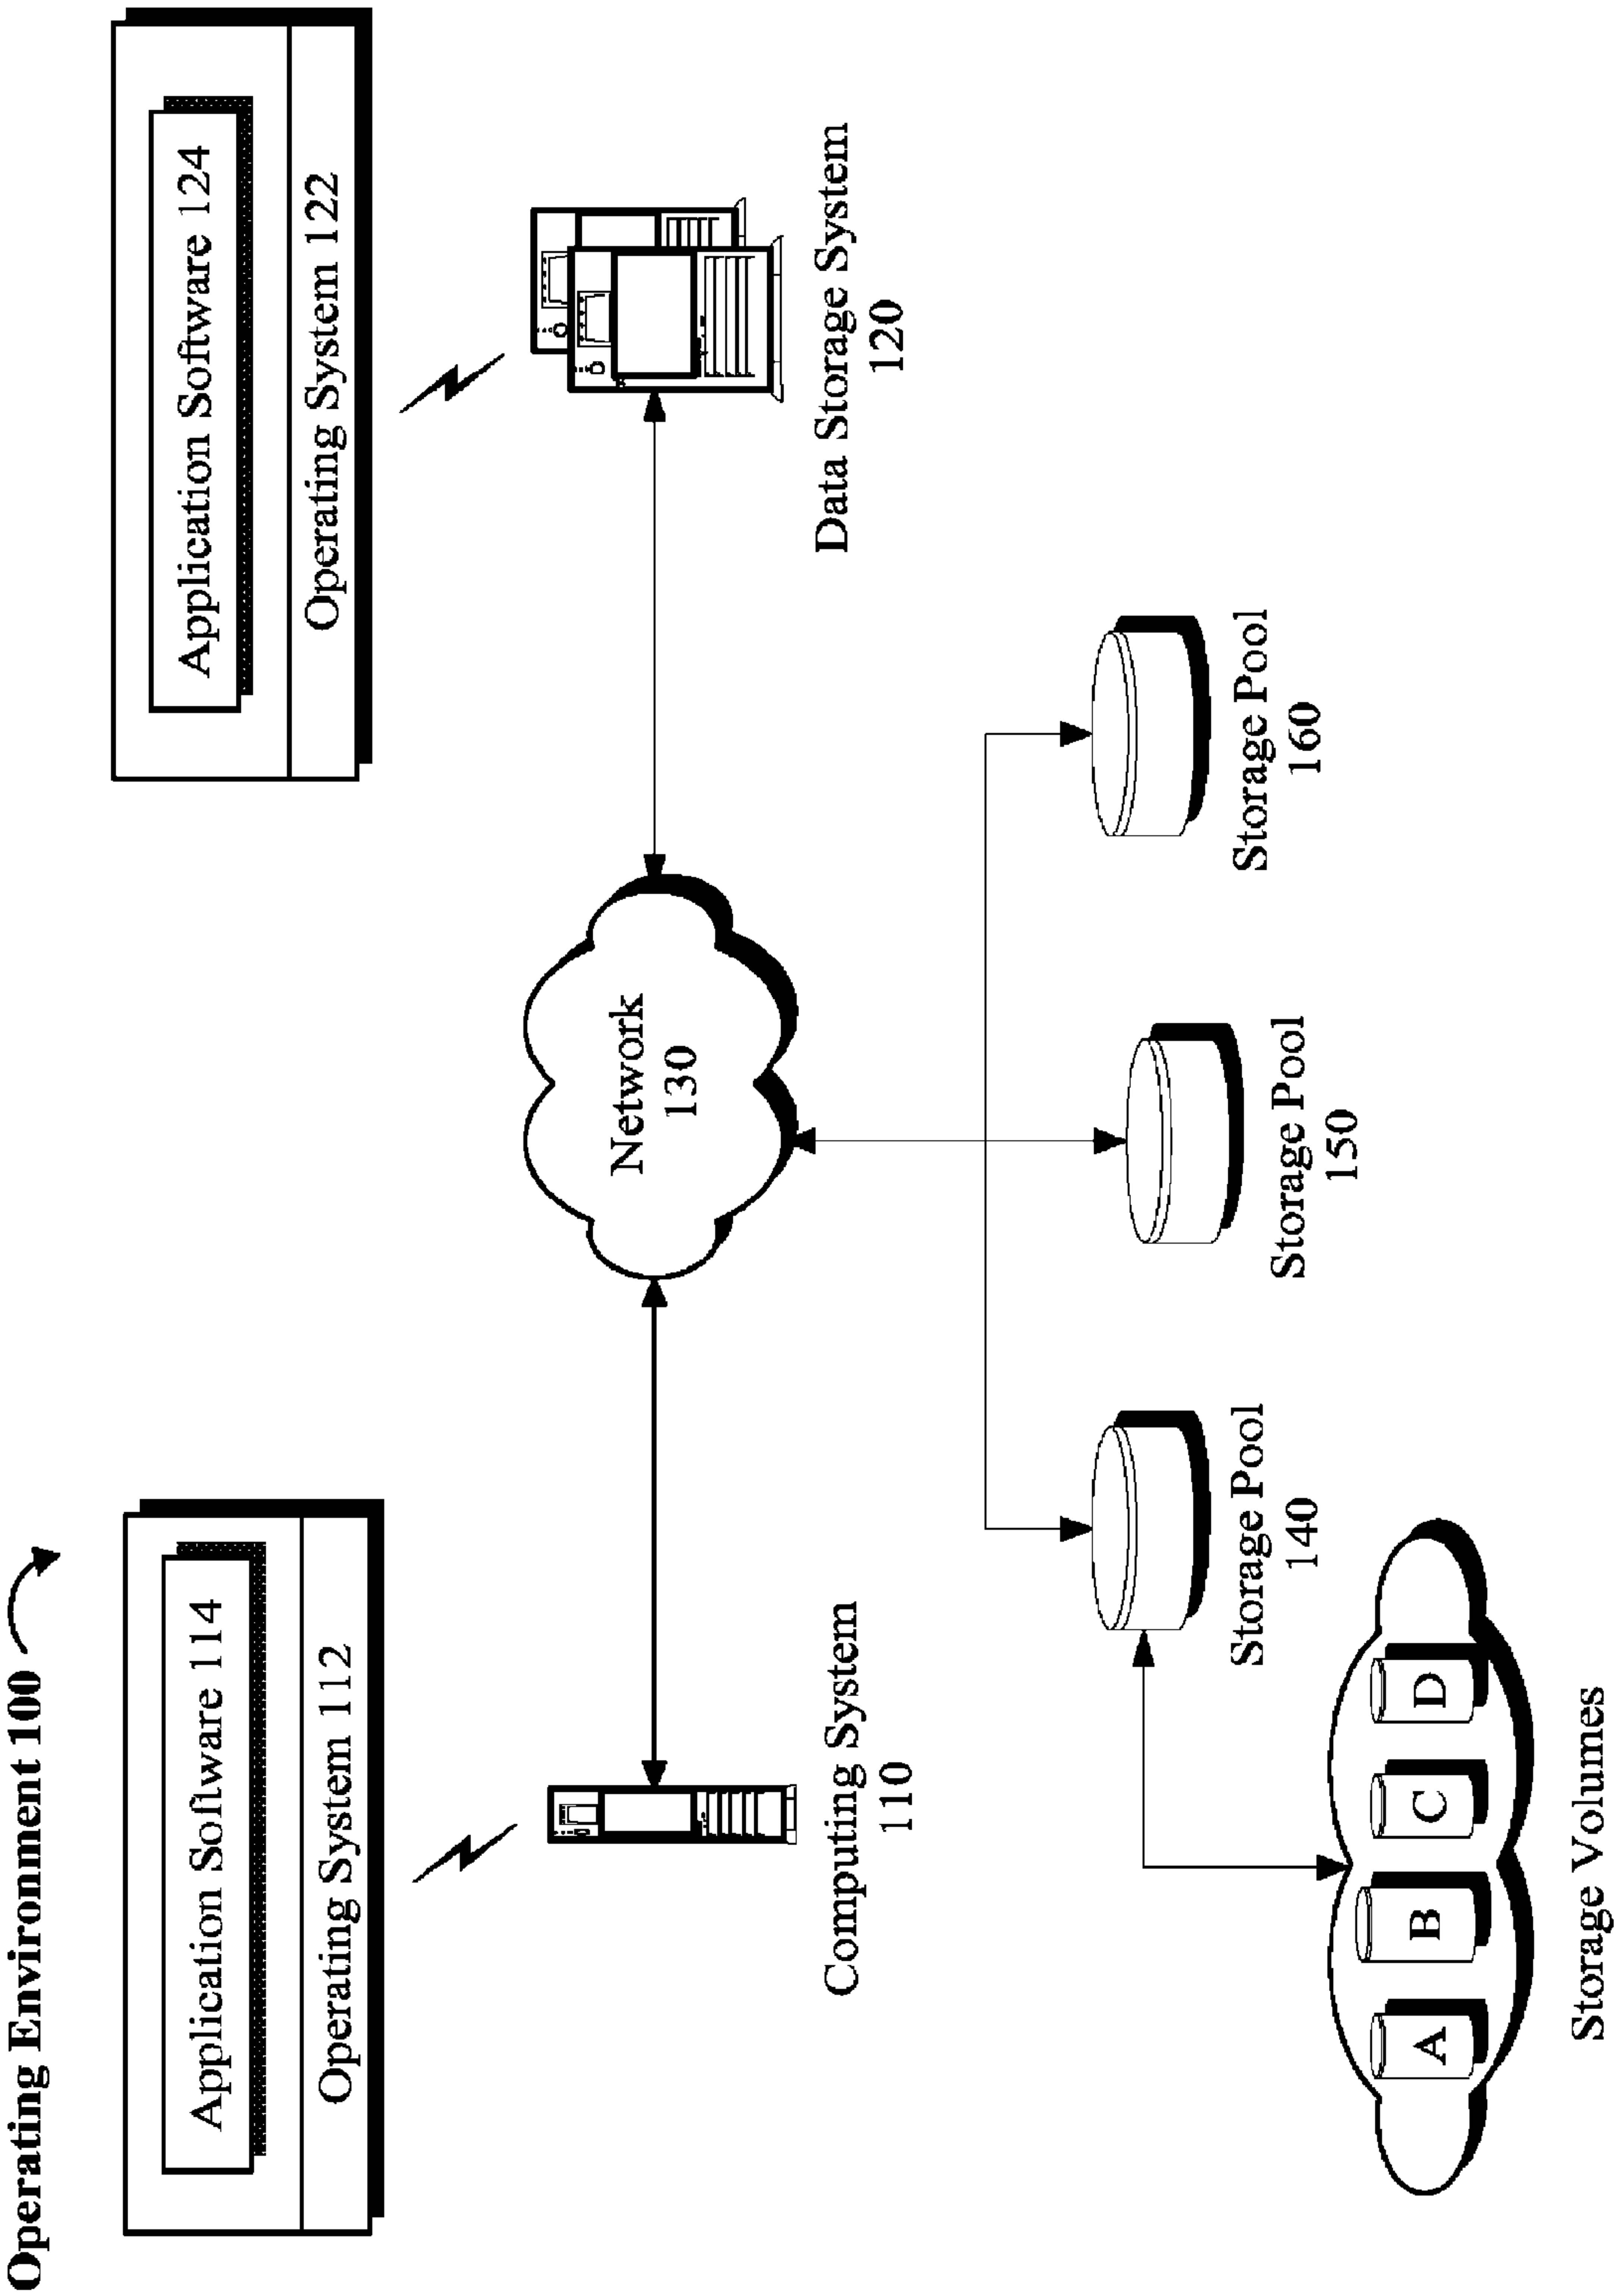 Operating Environment 100
Application Software 114
Operating System 112
Application Software 124
Operating System 122
Computing System
110
Network
130
Data Storage System
120
Storage Pool
140
Storage Pool
150
Storage Pool
160
A
B
C
D
Storage Volumes